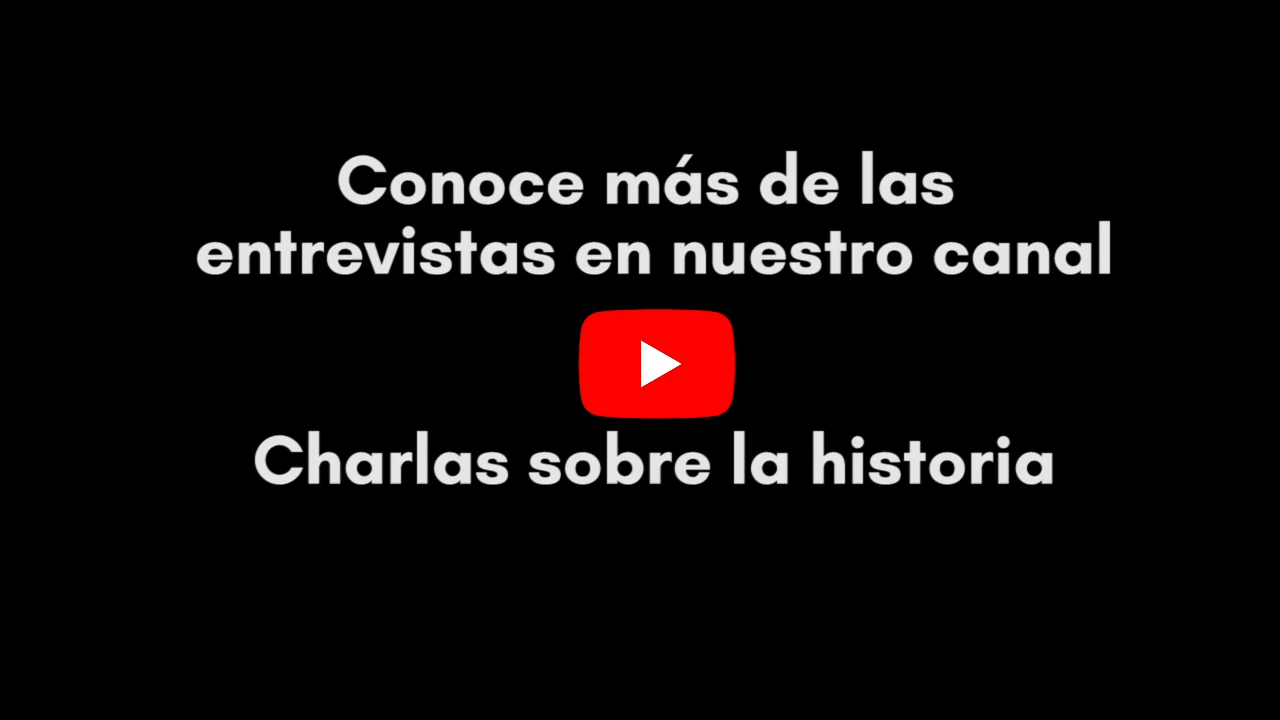 Conoce más de las
entrevistas en nuestro canal
Charlas sobre la historia